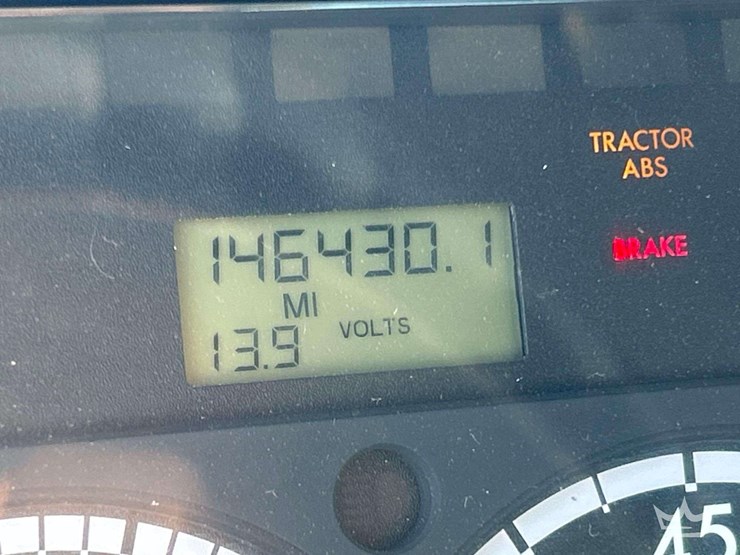 TRACTOR
ABS
146430.1
BRAKE
MI
13.9 VOLTS
45